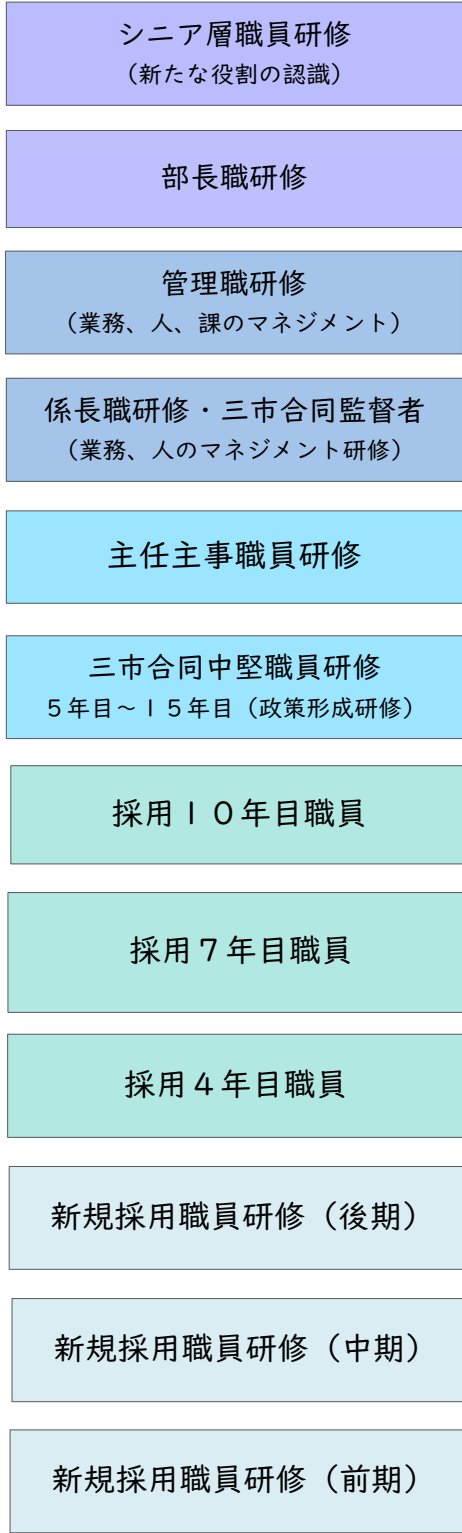 シニア層職員研修
（新たな役割の認識）
部長職研修
管理職研修
（業務、人、課のマネジメント）
係長職研修・三市合同監督者
（業務、人のマネジメント研修）
主任主事職員研修
三市合同中堅職員研修
５年目～１５年目（政策形成研修）
採用１０年目職員
採用７年目職員
採用４年目職員
新規採用職員研修（後期）
新規採用職員研修（中期）
新規採用職員研修（前期）